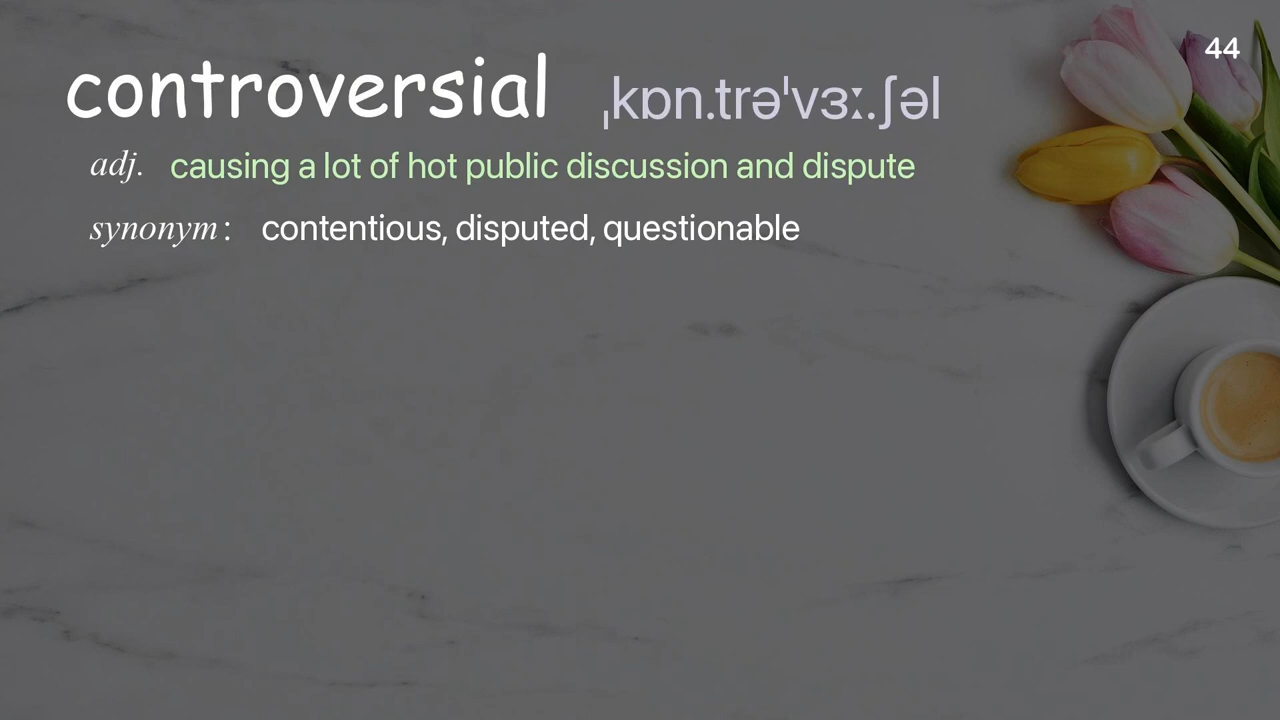 44
controversial ˌkɒn.trəˈvɜː.ʃəl
adj. causing a lot of hot public discussion and dispute
synonym: contentious, disputed, questionable